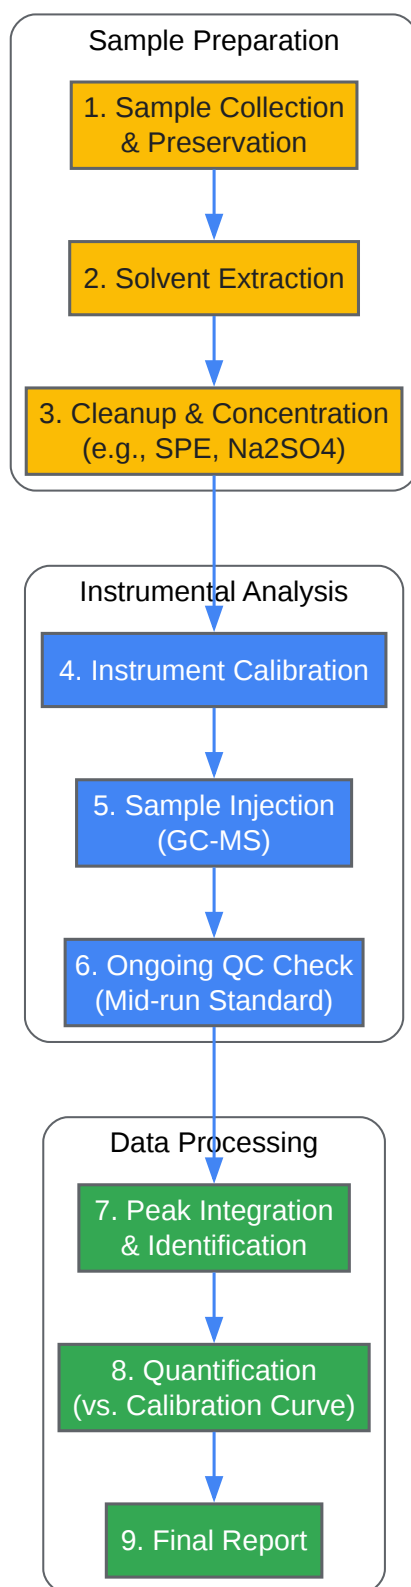 Sample Preparation
1. Sample Collection
& Preservation
2. Solvent Extraction
3. Cleanup & Concentration
(e.g., SPE, Na2SO4)
Instrumental Analysis
4. Instrument Calibration
5. Sample Injection
(GC-MS)
6. Ongoing QC Check
(Mid-run Standard)
Data Processing
7. Peak Integration
& Identification
8. Quantification
(vs. Calibration Curve)
9. Final Report